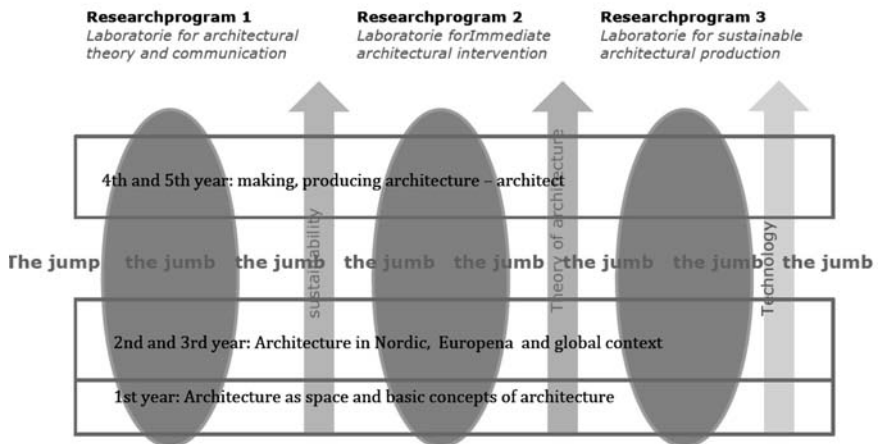 Researchprogram 1
Laboratorie for architectural
theory and communication
Researchprogram 2
Laboratorie forImmediate
architectural intervention
Researchprogram 3
Laboratorie for sustainable
architectural production
4th and 5th year: making, producing architecture – architect
The jump the jumb the jumb the jumb the jumb the jumb the jumb the jumb
sustainability
Theory of architecture
Technology
2nd and 3rd year: Architecture in Nordic, Europena and global context
1st year: Architecture as space and basic concepts of architecture